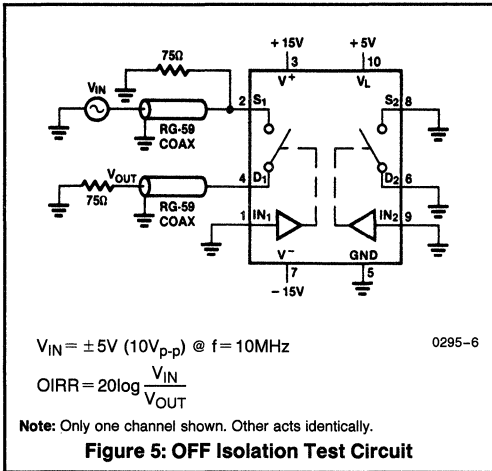 +15V
+5V
75Ω
3
10
V+
VL
VIN
2
S1
S2
8
RG-59
COAX
VOUT
4
D1
D2
6
75Ω
RG-59
COAX
1
IN1
IN2
9
V−
GND
7
5
−15V
VIN = ±5V (10Vp-p) @ f = 10MHz
0295-6
OIRR = 20log VIN
VOUT
Note: Only one channel shown. Other acts identically.
Figure 5: OFF Isolation Test Circuit